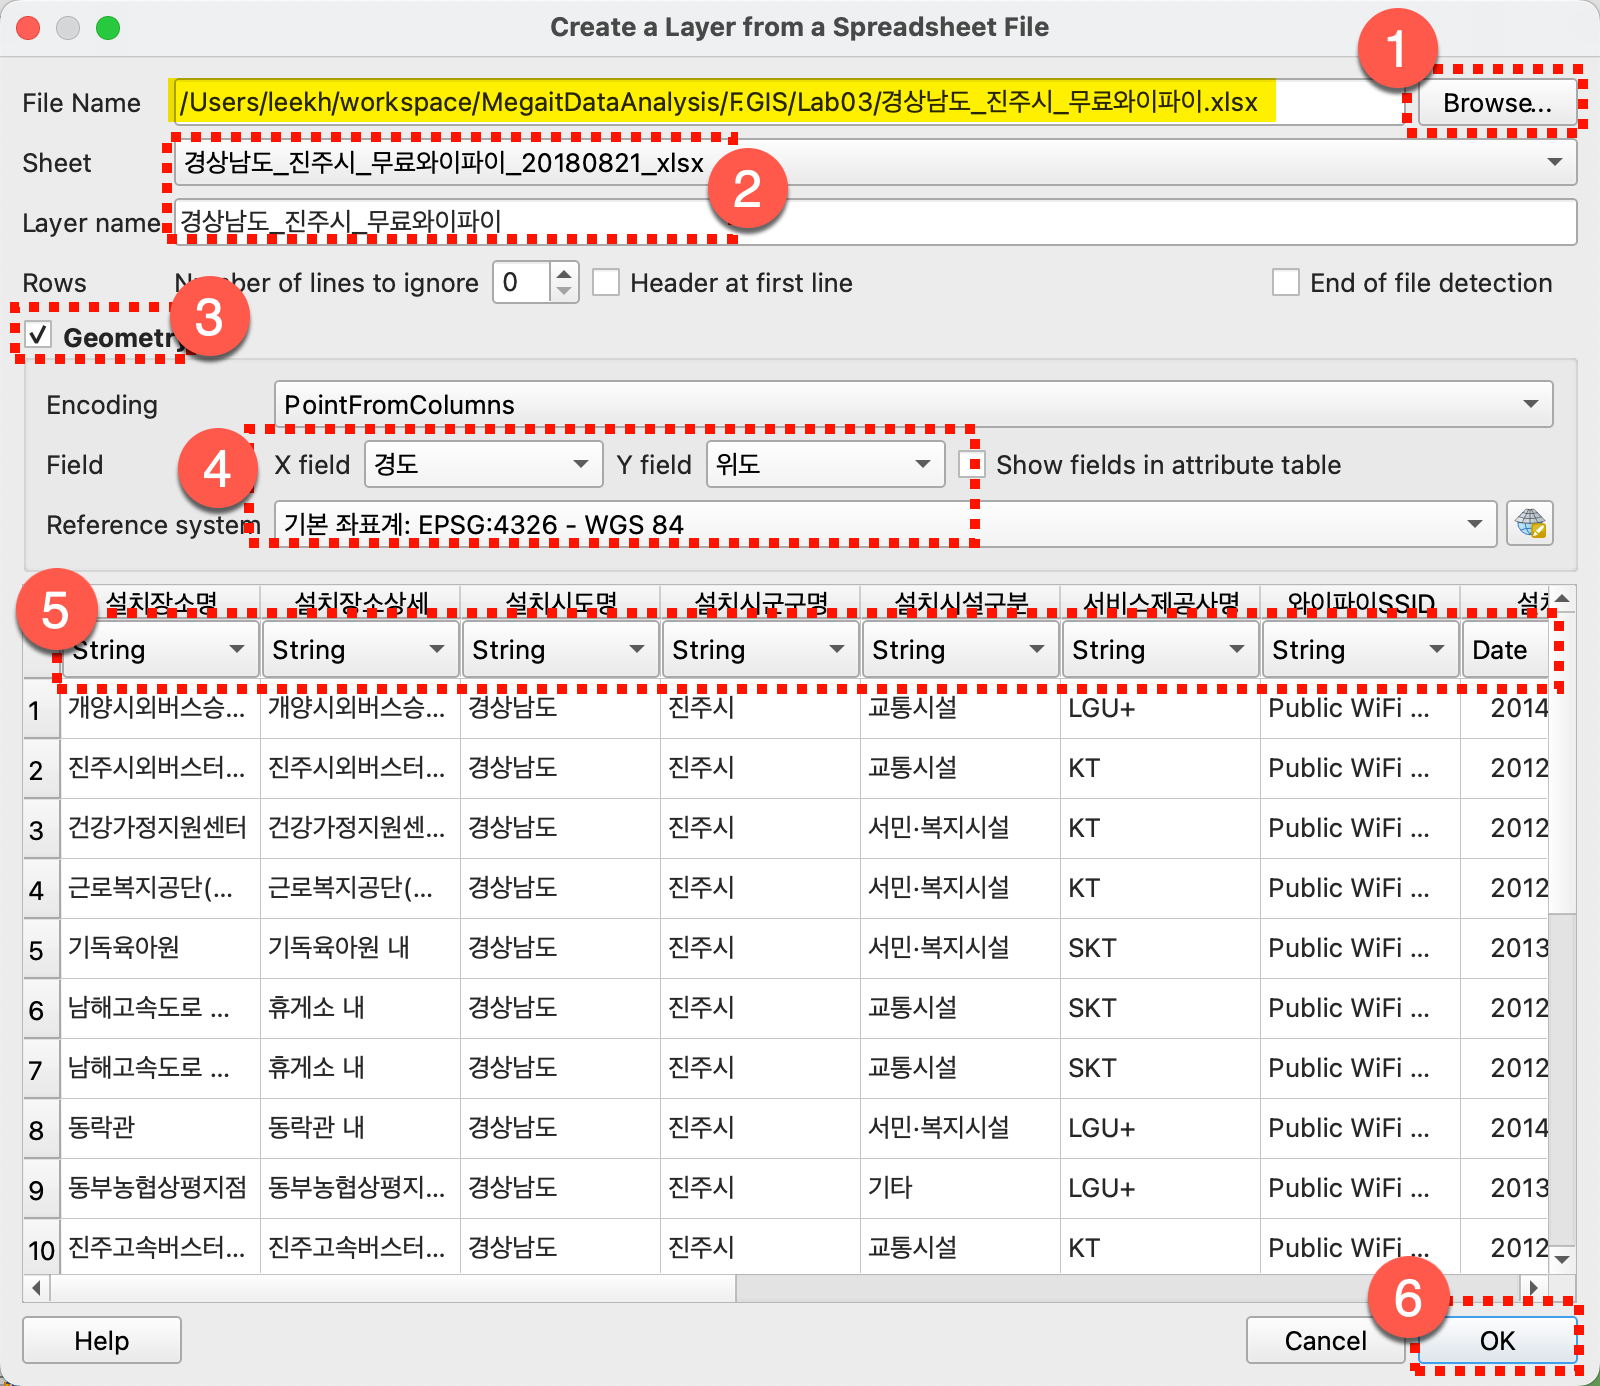 Create a Layer from a Spreadsheet File
1
File Name /Users/leekh/workspace/MegaitDataAnalysis/F.GIS/Lab03/경상남도_진주시_무료와이파이.xlsx Browse...
Sheet 경상남도_진주시_무료와이파이_20180821_xlsx
2
Layer name 경상남도_진주시_무료와이파이
Rows Number of lines to ignore 0 Header at first line End of file detection
3
Geometry
Encoding PointFromColumns
4
Field X field 경도 Y field 위도 Show fields in attribute table
Reference system 기본 좌표계: EPSG:4326 - WGS 84
5
설치장소명 설치장소상세 설치시도명 설치시군구명 설치시설구분 서비스제공사명 와이파이SSID 설치
String String String String String String String Date
1 개양시외버스승... 개양시외버스승... 경상남도 진주시 교통시설 LGU+ Public WiFi ... 2014
2 진주시외버스터... 진주시외버스터... 경상남도 진주시 교통시설 KT Public WiFi ... 2012
3 건강가정지원센터 건강가정지원센... 경상남도 진주시 서민·복지시설 KT Public WiFi ... 2012
4 근로복지공단(... 근로복지공단(... 경상남도 진주시 서민·복지시설 KT Public WiFi ... 2012
5 기독육아원 기독육아원 내 경상남도 진주시 서민·복지시설 SKT Public WiFi ... 2013
6 남해고속도로 ... 휴게소 내 경상남도 진주시 교통시설 SKT Public WiFi ... 2012
7 남해고속도로 ... 휴게소 내 경상남도 진주시 교통시설 SKT Public WiFi ... 2012
8 동락관 동락관 내 경상남도 진주시 서민·복지시설 LGU+ Public WiFi ... 2014
9 동부농협상평지점 동부농협상평지... 경상남도 진주시 기타 LGU+ Public WiFi ... 2013
10 진주고속버스터... 진주고속버스터... 경상남도 진주시 교통시설 KT Public WiFi ... 2012
6
Help Cancel OK